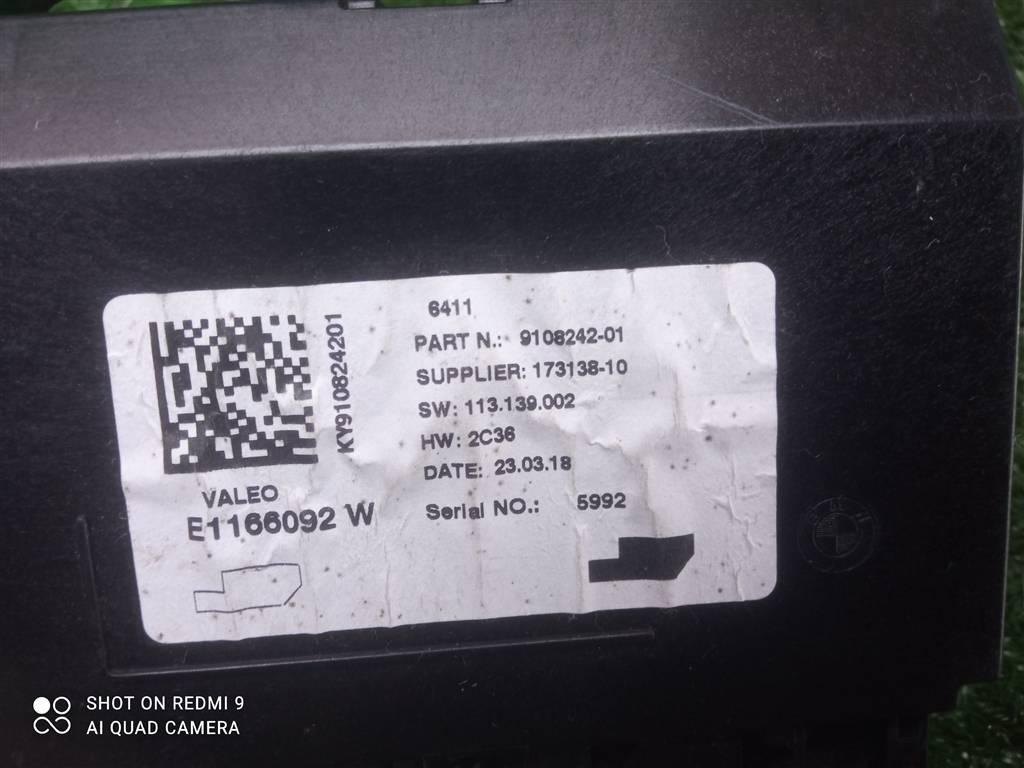 6411
PART N.: 9108242-01
SUPPLIER: 173138-10
SW: 113.139.002
HW: 2C36
DATE: 23.03.18
Serial NO.: 5992
KY910824201
VALEO
E1166092 W
SHOT ON REDMI 9
AI QUAD CAMERA